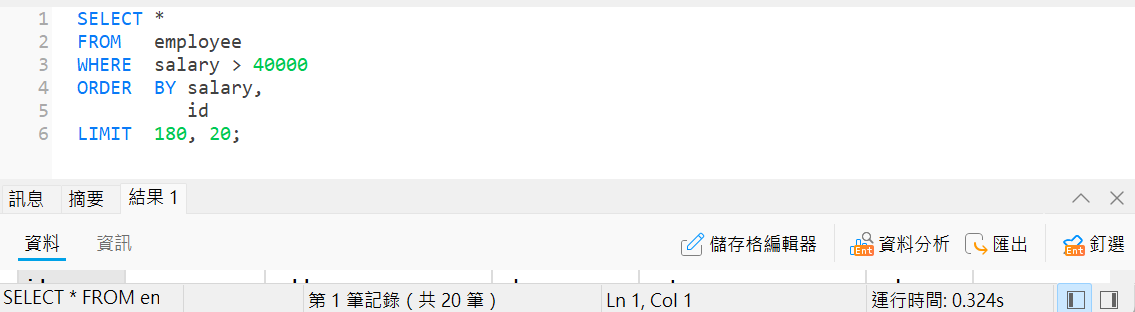 1 SELECT *
2 FROM employee
3 WHERE salary > 40000
4 ORDER BY salary,
5 id
6 LIMIT 180, 20;
訊息 摘要 結果 1
資料 資訊 儲存格編輯器 Ent 資料分析 匯出 Ent 釘選
SELECT * FROM en 第 1 筆記錄 ( 共 20 筆 ) Ln 1, Col 1 運行時間: 0.324s